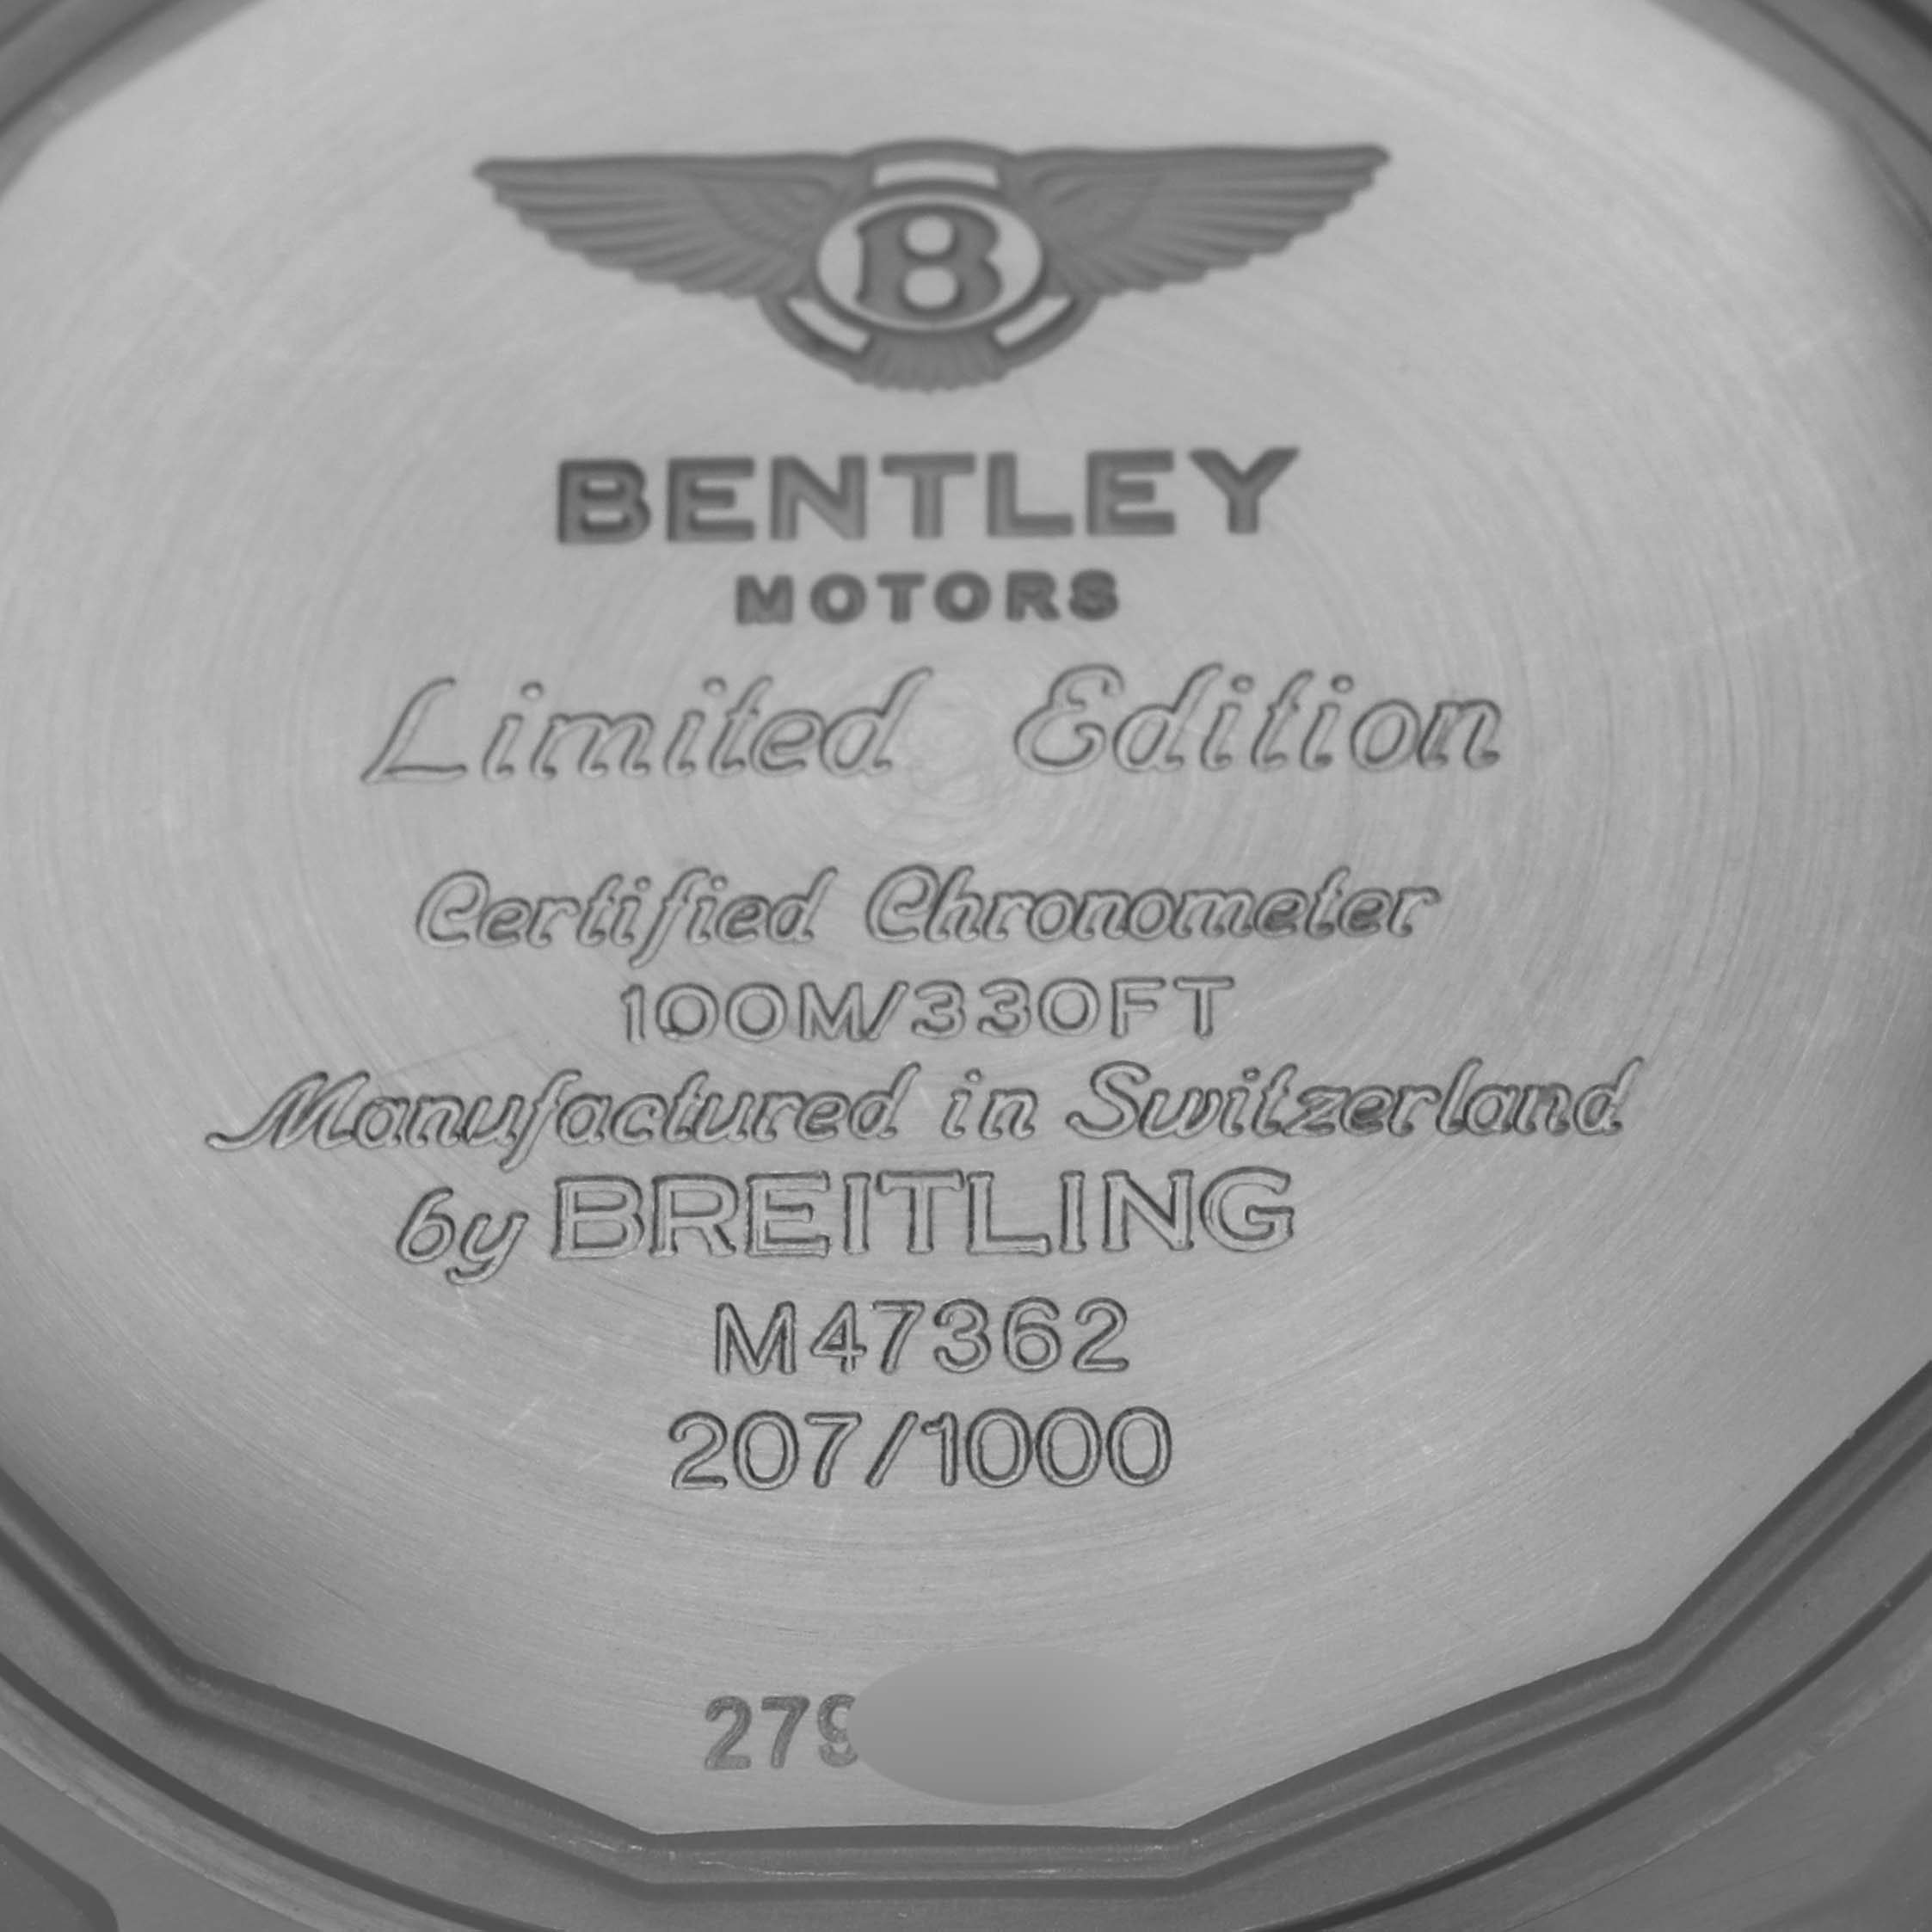 B
BENTLEY
MOTORS
Limited Edition
Certified Chronometer
100M/330FT
Manufactured in Switzerland
by BREITLING
M47362
207/1000
279